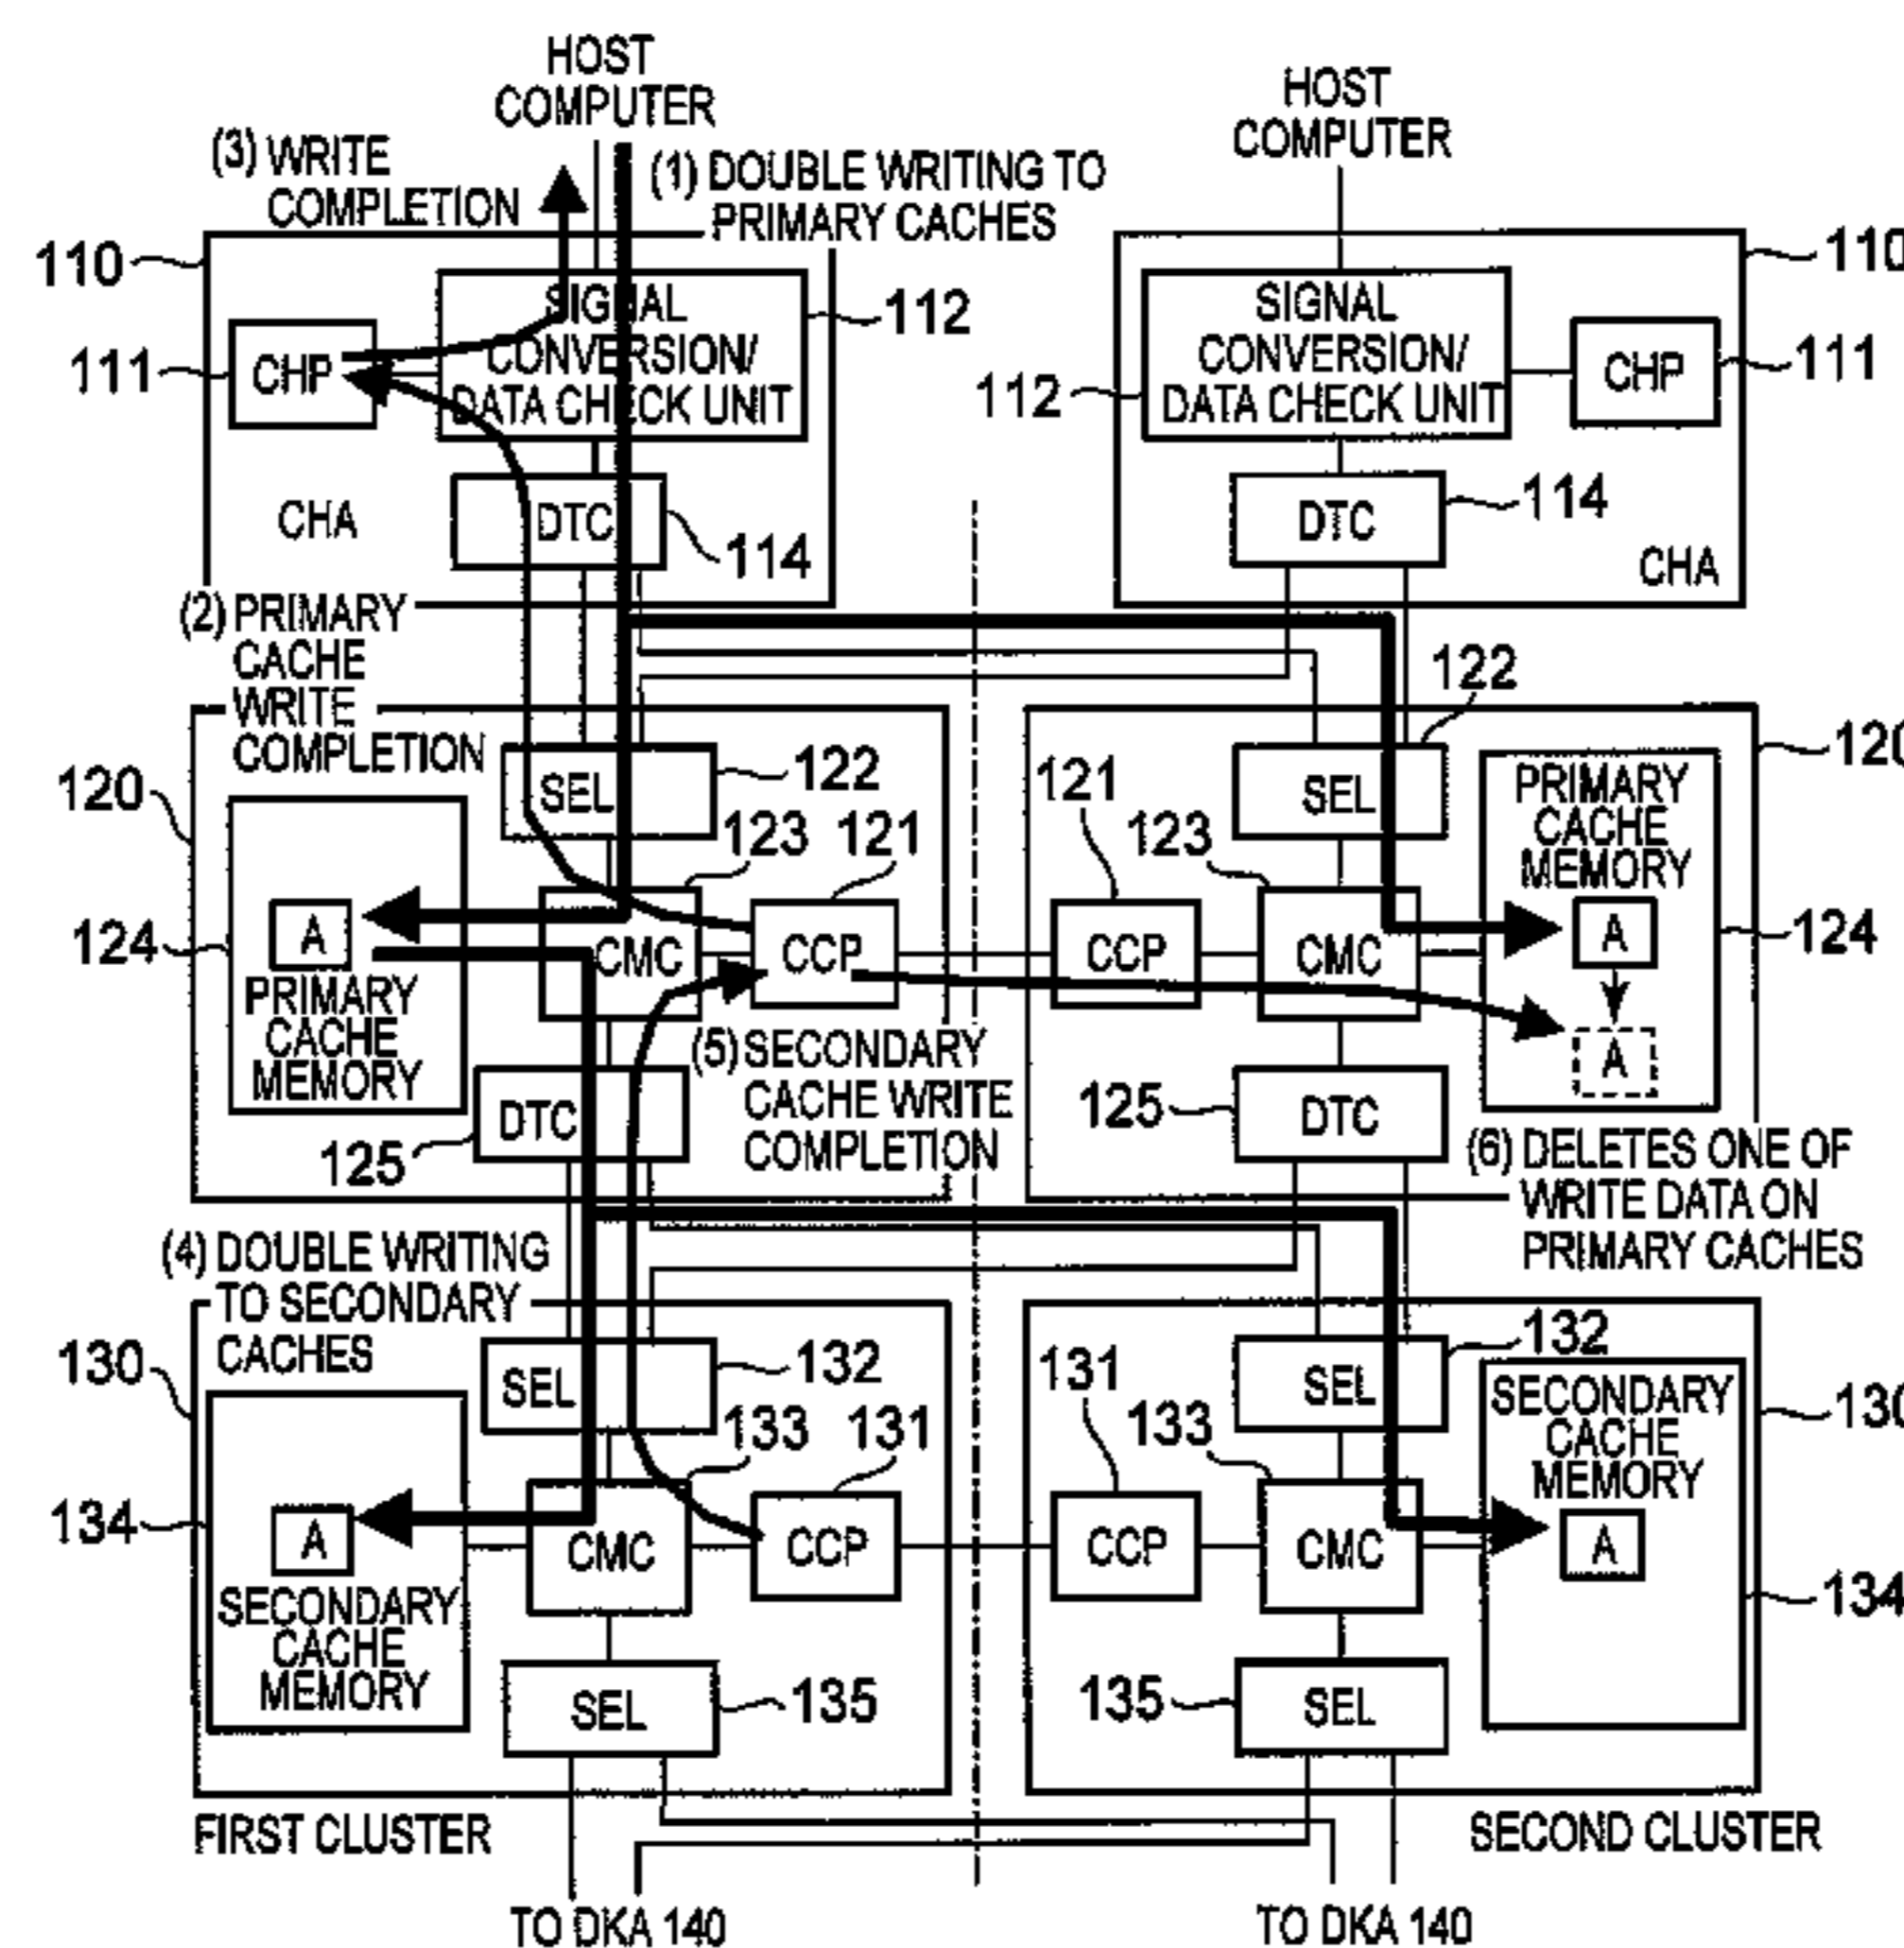 HOST
COMPUTER
HOST
COMPUTER
(3) WRITE
COMPLETION
(1) DOUBLE WRITING TO
PRIMARY CACHES
110
110
SIGNAL
CONVERSION/
DATA CHECK UNIT
112
111
CHP
SIGNAL
CONVERSION/
DATA CHECK UNIT
112
CHP
111
CHA
DTC
114
DTC
114
CHA
(2) PRIMARY
CACHE
WRITE
COMPLETION
122
120
SEL
122
121
SEL
120
PRIMARY
CACHE
MEMORY
123
121
123
124
A
PRIMARY
CACHE
MEMORY
CMC
CCP
CCP
CMC
A
124
A
(5) SECONDARY
CACHE WRITE
COMPLETION
DTC
125
125
DTC
(6) DELETES ONE OF
WRITE DATA ON
PRIMARY CACHES
(4) DOUBLE WRITING
TO SECONDARY
CACHES
130
SEL
132
131
SEL
132
SECONDARY
CACHE
MEMORY
130
133
131
133
134
A
SECONDARY
CACHE
MEMORY
CMC
CCP
CCP
CMC
A
134
SEL
135
135
SEL
FIRST CLUSTER
SECOND CLUSTER
TO DKA 140
TO DKA 140